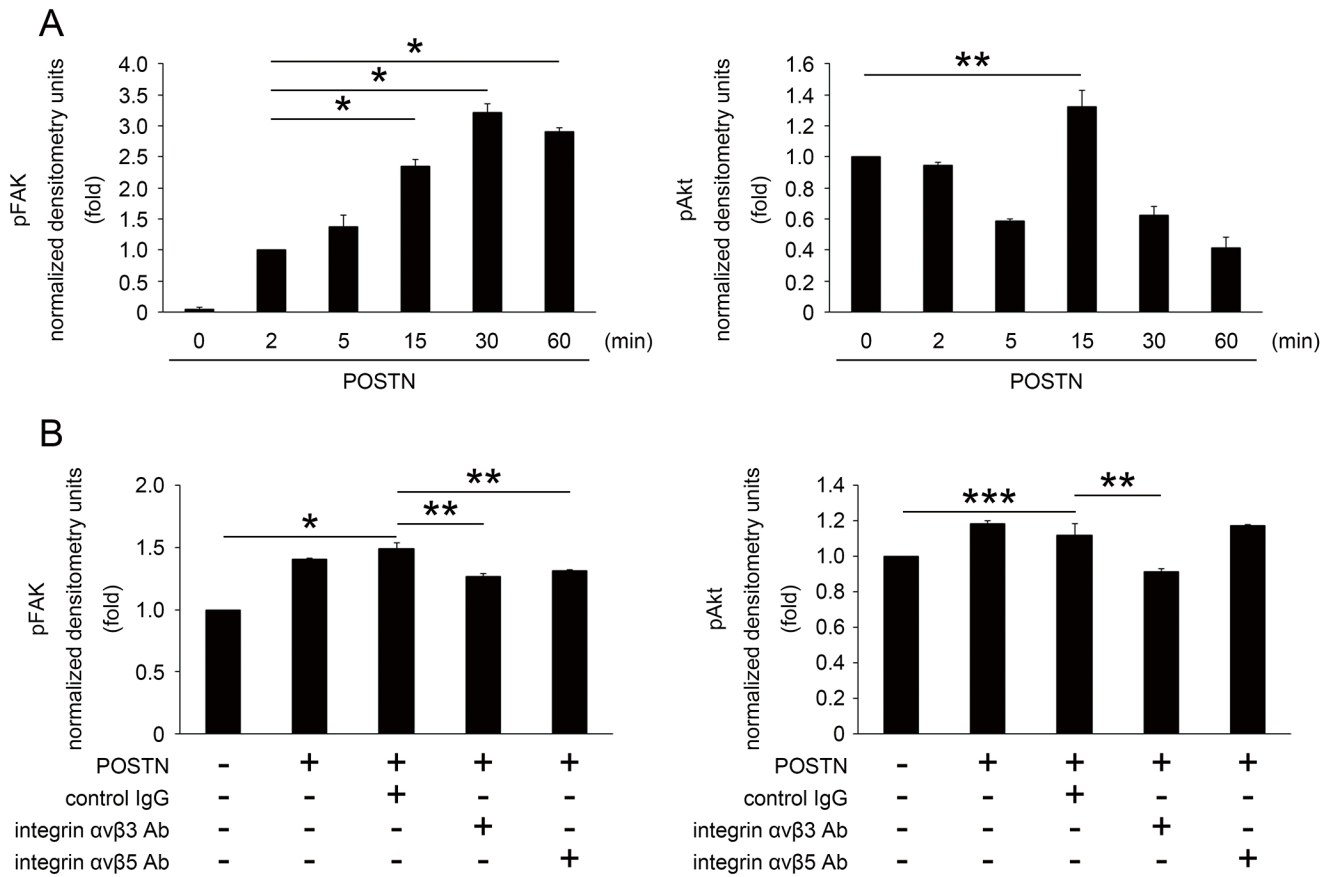 A
pFAK
normalized densitometry units
(fold)
4.0
3.5
3.0
2.5
2.0
1.5
1.0
0.5
0
*
*
*
0 2 5 15 30 60 (min)
POSTN
pAkt
normalized densitometry units
(fold)
1.6
1.4
1.2
1.0
0.8
0.6
0.4
0.2
0
**
0 2 5 15 30 60 (min)
POSTN
B
pFAK
normalized densitometry units
(fold)
2.0
1.5
1.0
0.5
0
**
**
*
POSTN - + + + +
control IgG - - + - -
integrin αvβ3 Ab - - - + -
integrin αvβ5 Ab - - - - +
pAkt
normalized densitometry units
(fold)
1.4
1.2
1.0
0.8
0.6
0.4
0.2
0
**
***
POSTN - + + + +
control IgG - - + - -
integrin αvβ3 Ab - - - + -
integrin αvβ5 Ab - - - - +